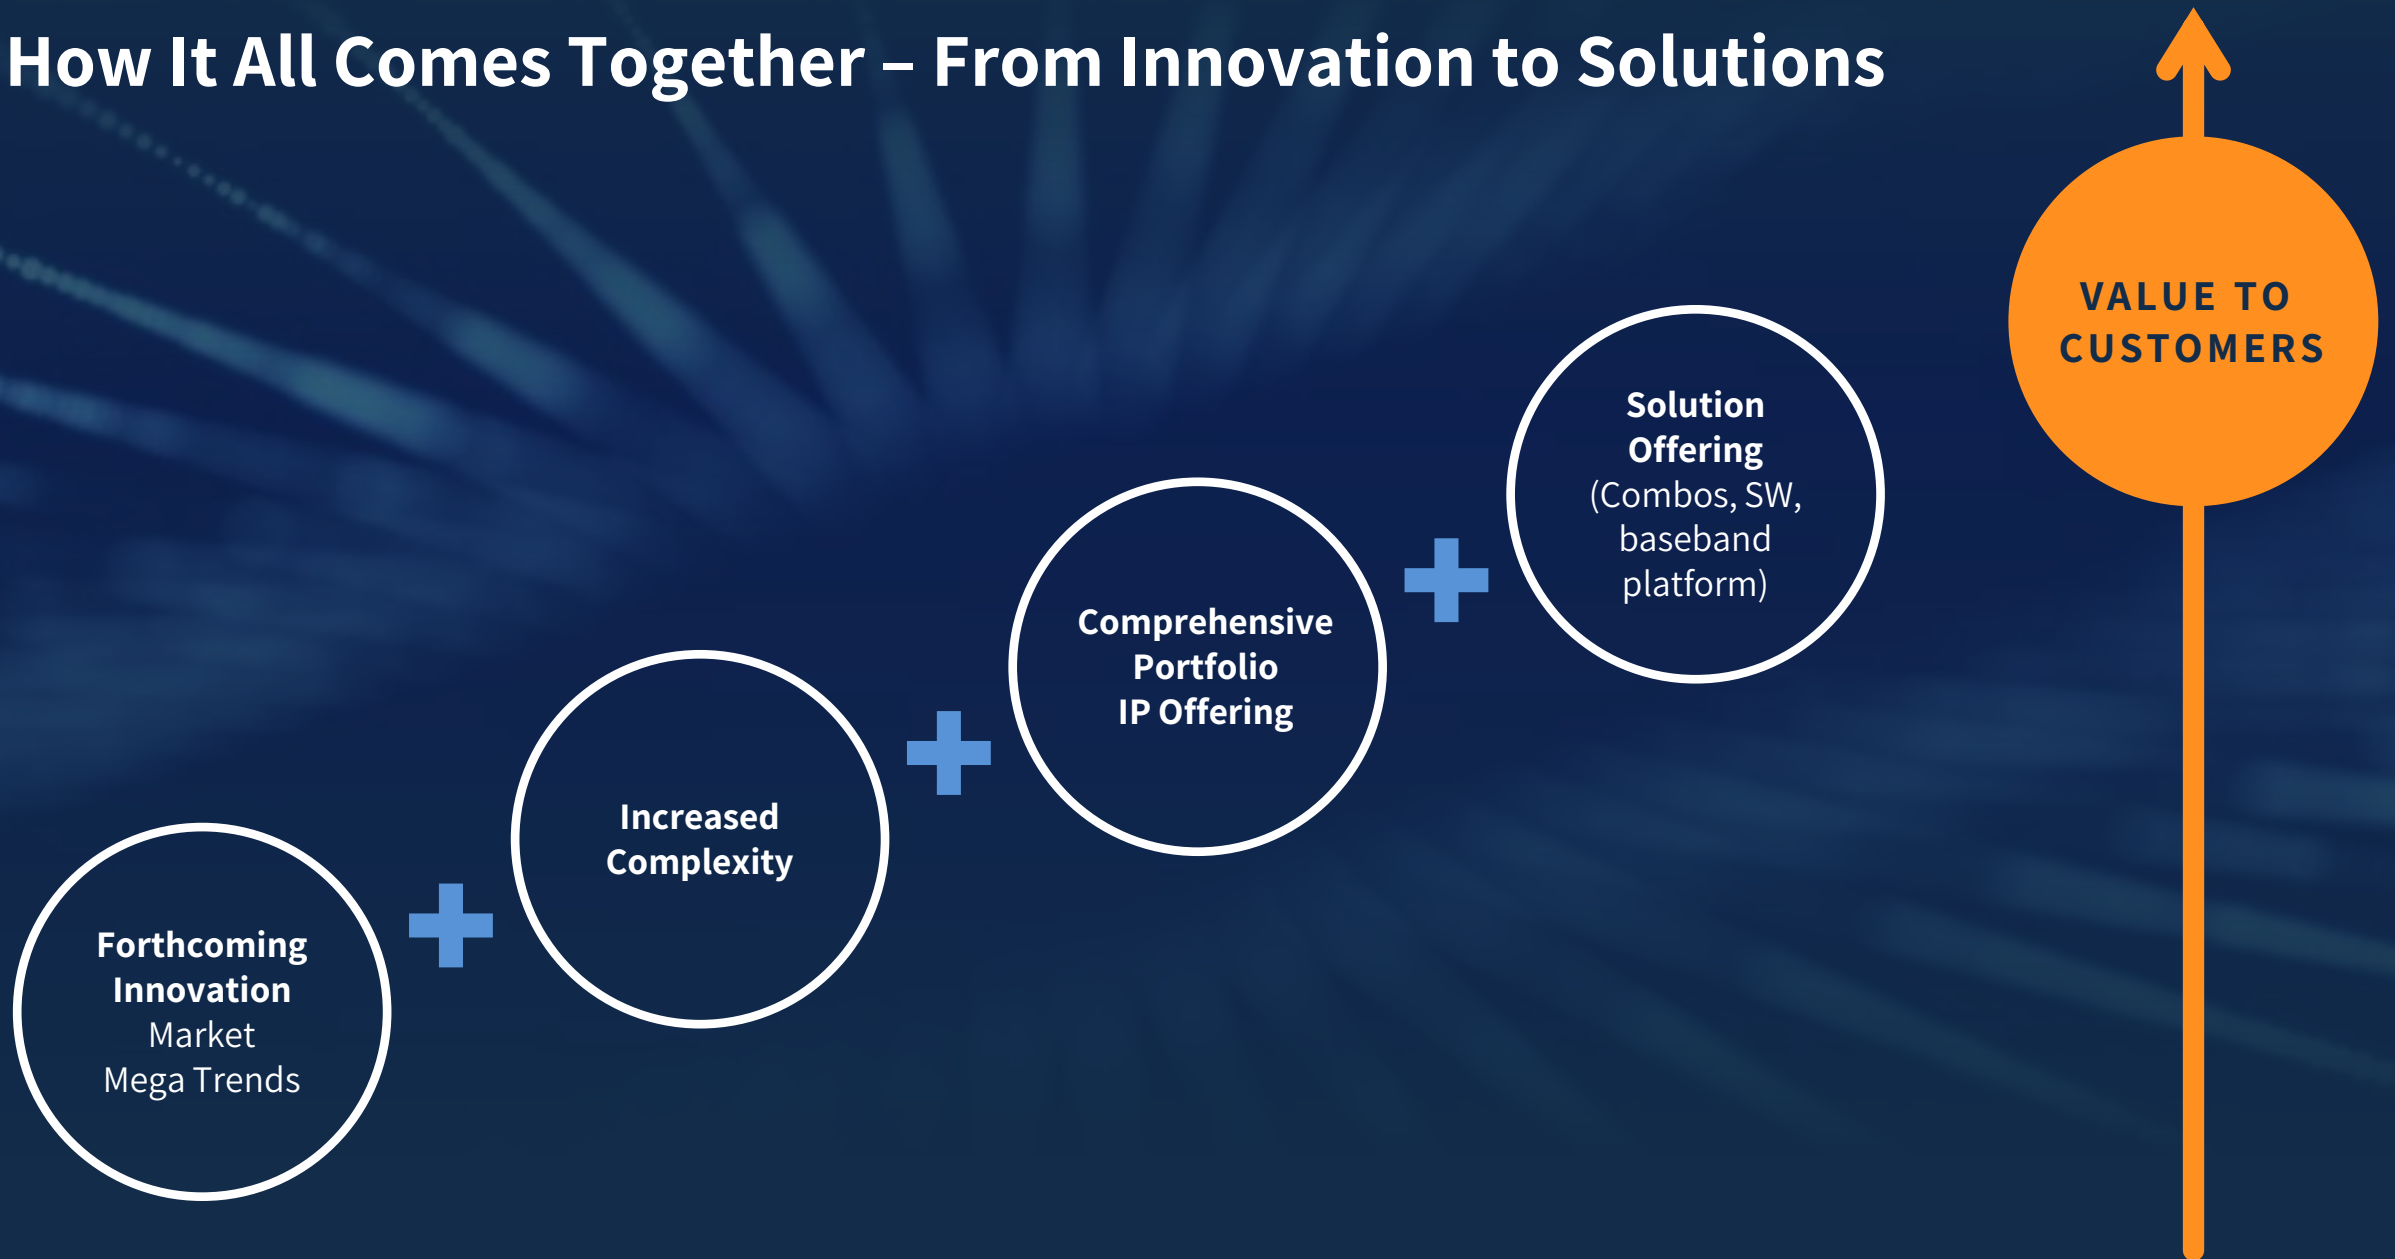 How It All Comes Together – From Innovation to Solutions
Forthcoming
Innovation
Market
Mega Trends
Increased
Complexity
Comprehensive
Portfolio
IP Offering
Solution
Offering
(Combos, SW,
baseband
platform)
VALUE TO
CUSTOMERS